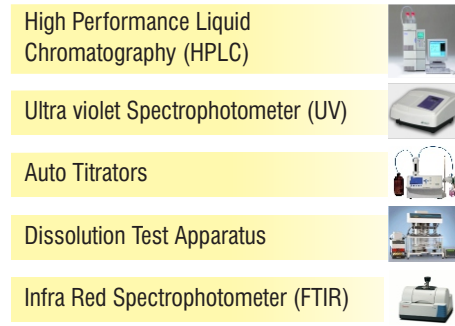 High Performance Liquid
Chromatography (HPLC)
Ultra violet Spectrophotometer (UV)
Auto Titrators
Dissolution Test Apparatus
Infra Red Spectrophotometer (FTIR)